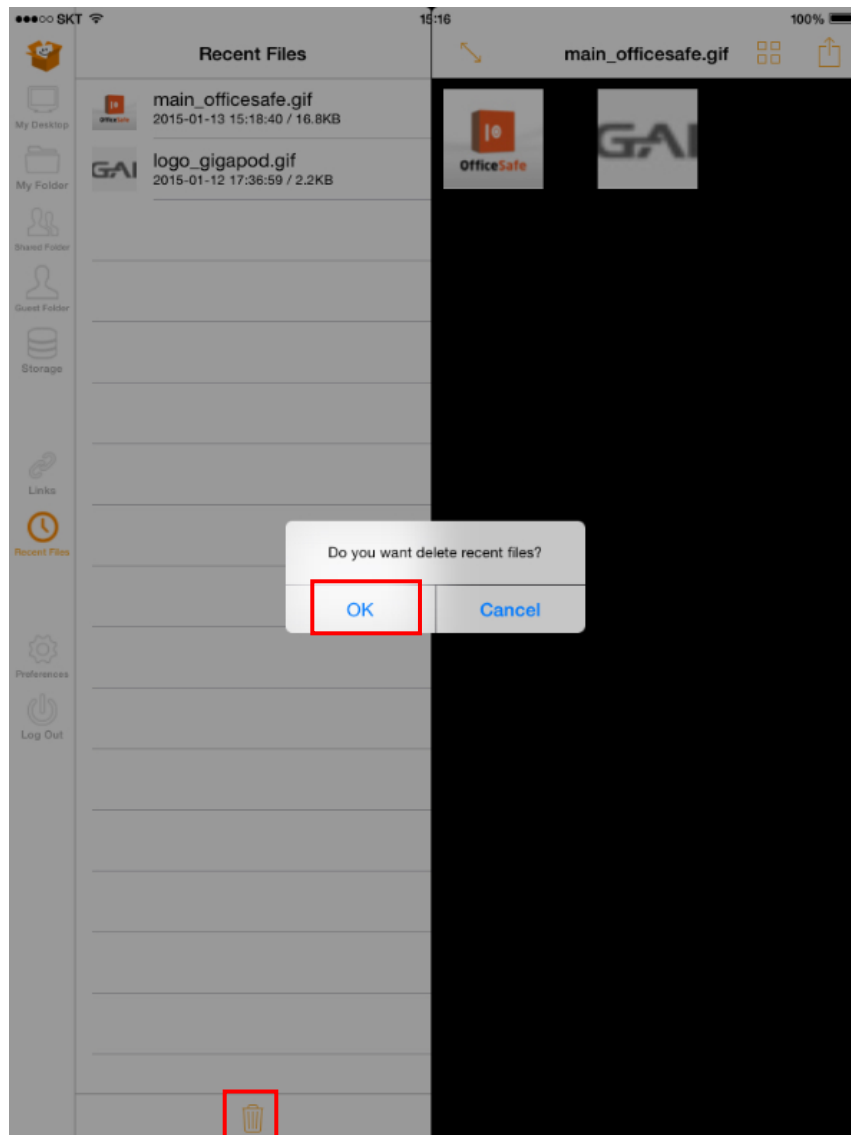 SKT 15:16 100%
Recent Files main_officesafe.gif
main_officesafe.gif
2015-01-13 15:18:40 / 16.8KB
logo_gigapod.gif
2015-01-12 17:36:59 / 2.2KB
OfficeSafe
GAI
OfficeSafe
GAI
My Desktop
My Folder
Shared Folder
Guest Folder
Storage
Links
Recent Files
Preferences
Log Out
Do you want delete recent files?
OK Cancel